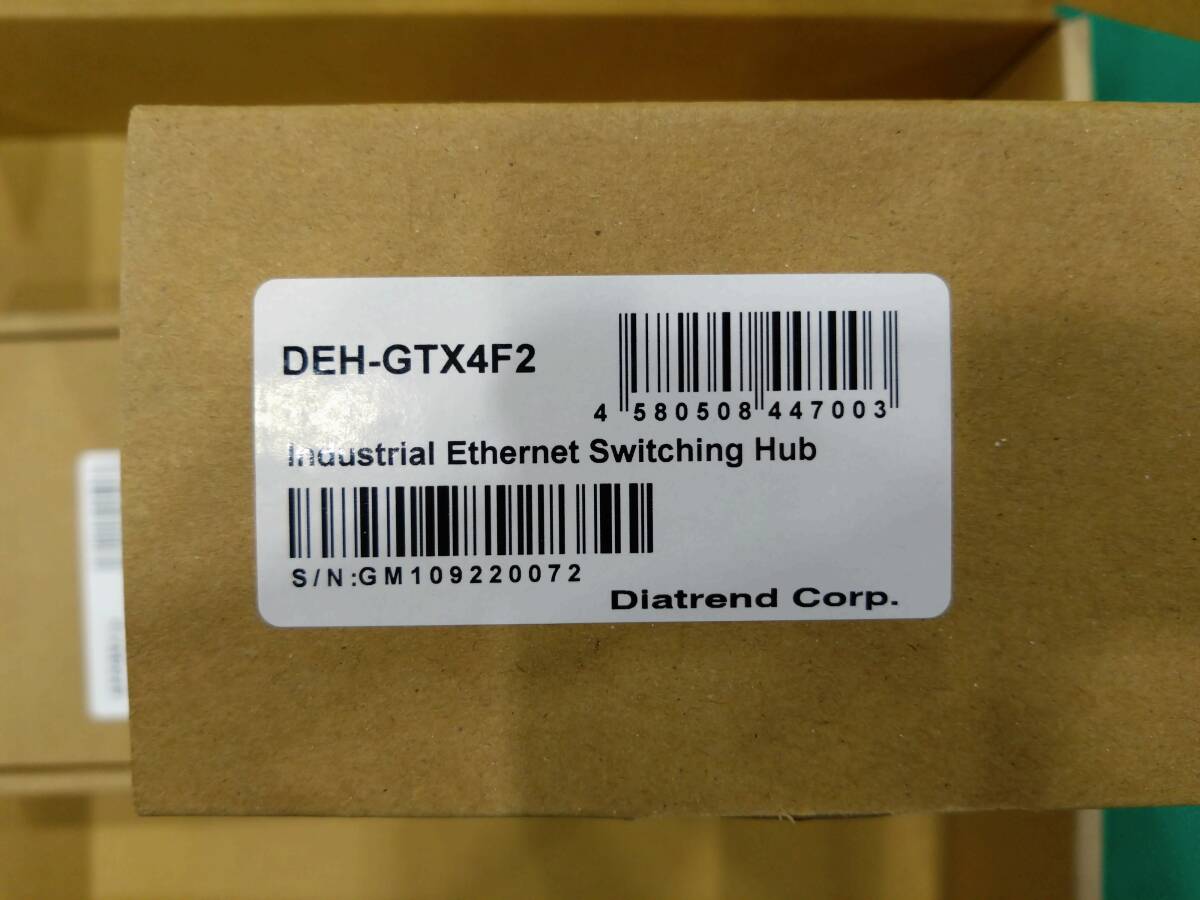 DEH-GTX4F2
4 580508 447003
Industrial Ethernet Switching Hub
S/N:GM109220072
Diatrend Corp.